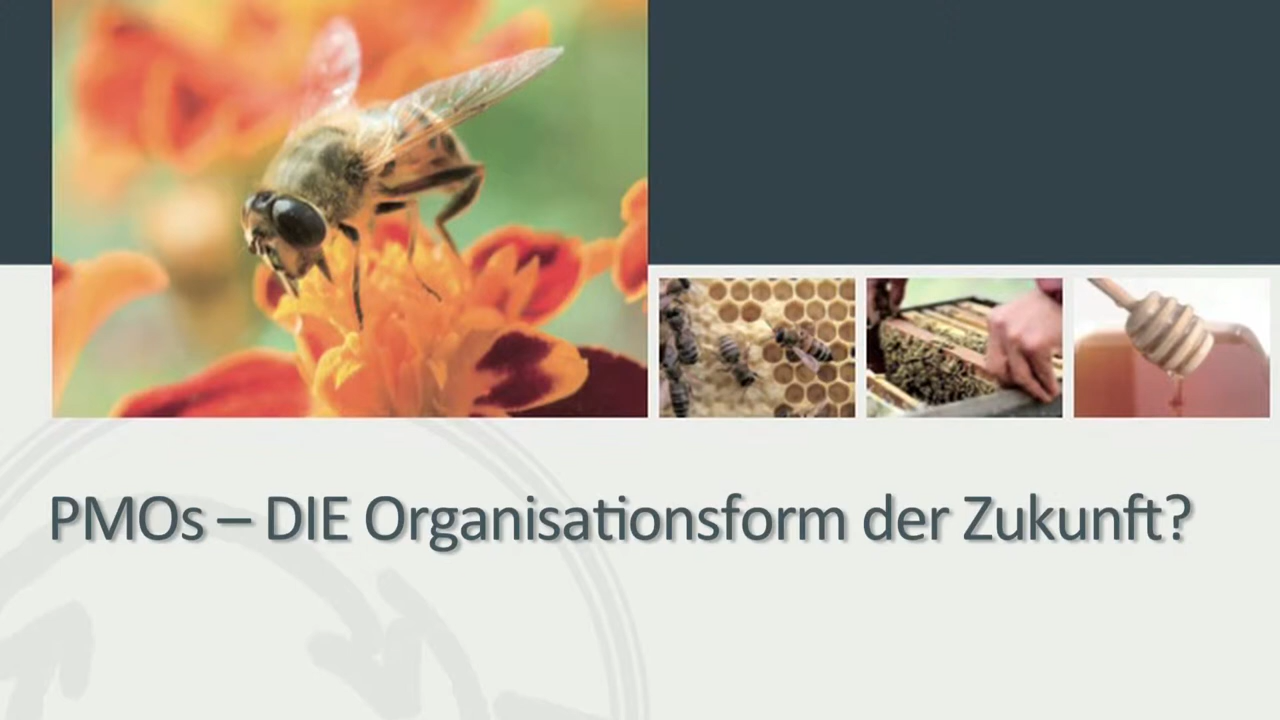 PMOs – DIE Organisationsform der Zukunft?